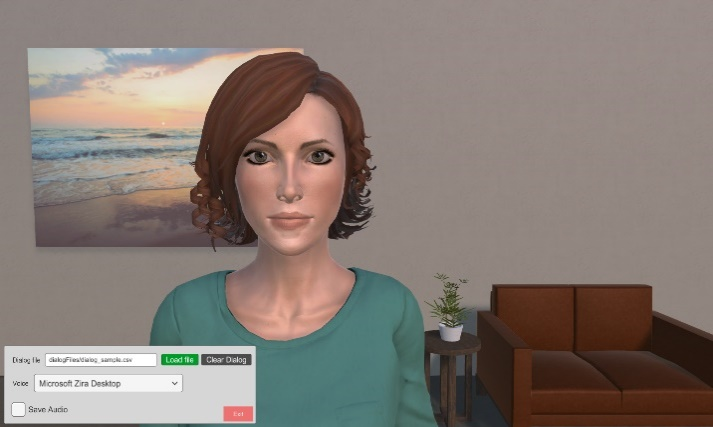 Dialog file dialogFiles/dialog_sample.csv Load file Clear Dialog
Voice Microsoft Zira Desktop
Save Audio
Exit